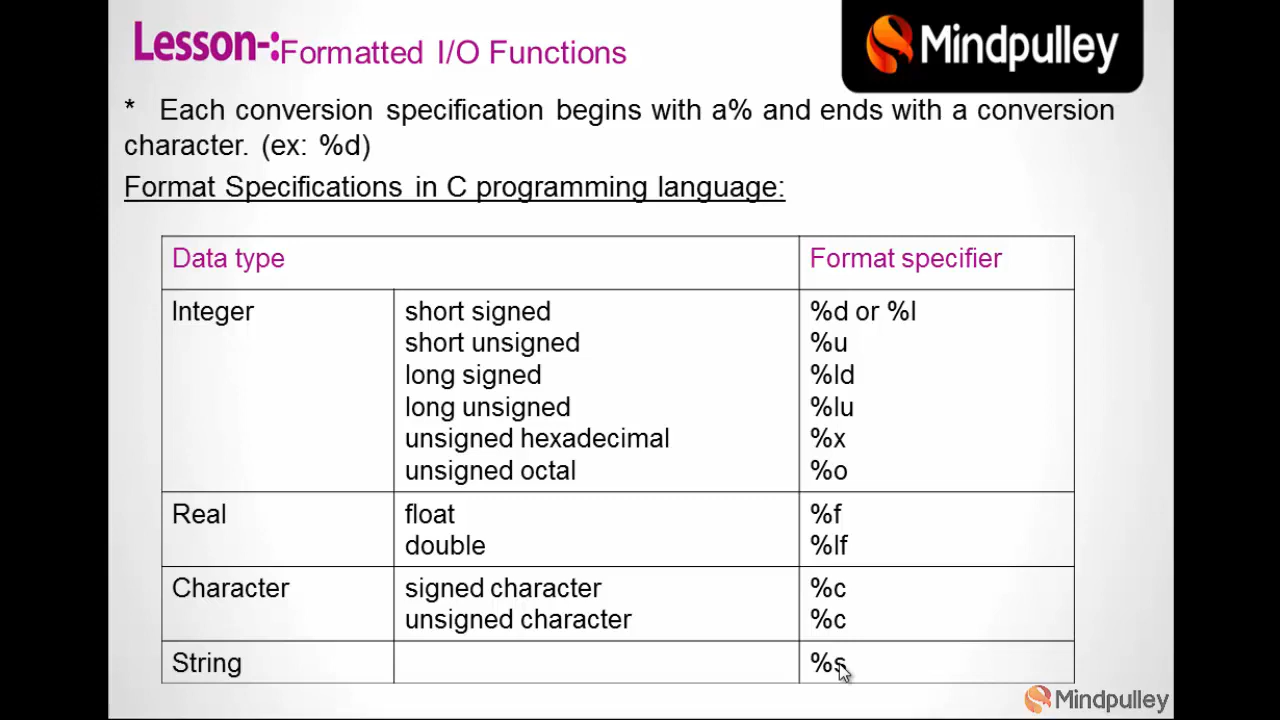 Lesson-: Formatted I/O Functions
Mindpulley
* Each conversion specification begins with a% and ends with a conversion
character. (ex: %d)
Format Specifications in C programming language:
Data type Format specifier
Integer short signed %d or %l
short unsigned %u
long signed %ld
long unsigned %lu
unsigned hexadecimal %x
unsigned octal %o
Real float %f
double %lf
Character signed character %c
unsigned character %c
String %s
Mindpulley